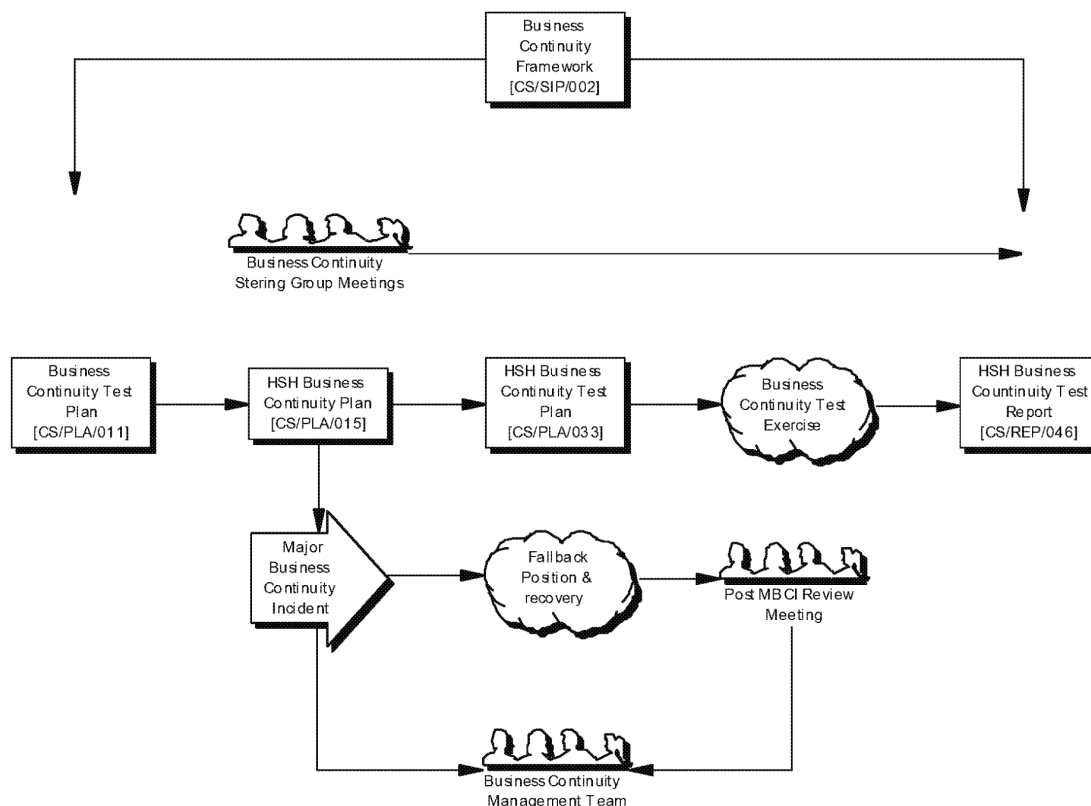 Business
Continuity
Framework
[CS/SIP/002]
Business Continuity
Stering Group Meetings
Business
Continuity Test
Plan
[CS/PLA/011]
HSH Business
Continuity Plan
[CS/PLA/015]
HSH Business
Continuity Test
Plan
[CS/PLA/033]
Business
Continuity Test
Exercise
HSH Business
Countinuity Test
Report
[CS/REP/046]
Major
Business
Continuity
Incident
Fallback
Position &
recovery
Post MBCI Review
Meeting
Business Continuity
Management Team